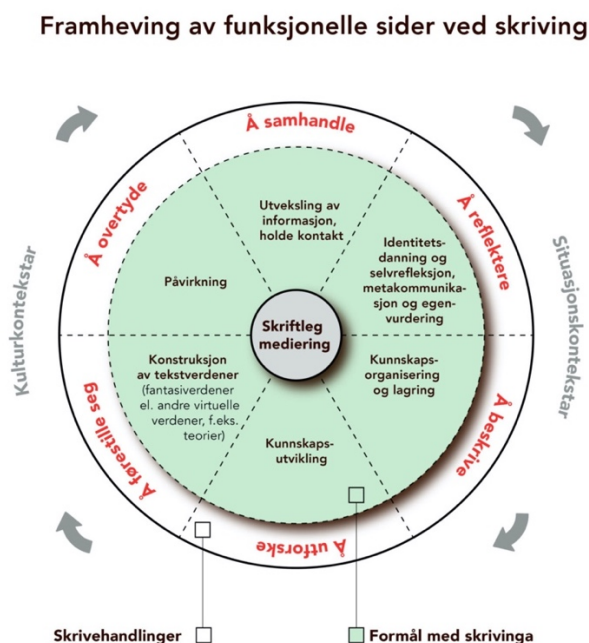 Framheving av funksjonelle sider ved skriving
Å samhandle
Å overtyde
Å reflektere
Utveksling av
informasjon,
holde kontakt
Identitets-
danning og
selvrefleksjon,
metakommunika-
sjon og egen-
vurdering
Påvirkning
Kulturkontekstar
Situasjonskontekstar
Skriftleg
mediering
Konstruksjon
av tekstverdener
(fantasiverdener
el. andre virtuelle
verdener, f.eks.
teorier)
Kunnskaps-
organisering
og lagring
Kunnskaps-
utvikling
Å førestille seg
Å beskrive
Å utforske
Skrivehandlinger
Formål med skrivinga